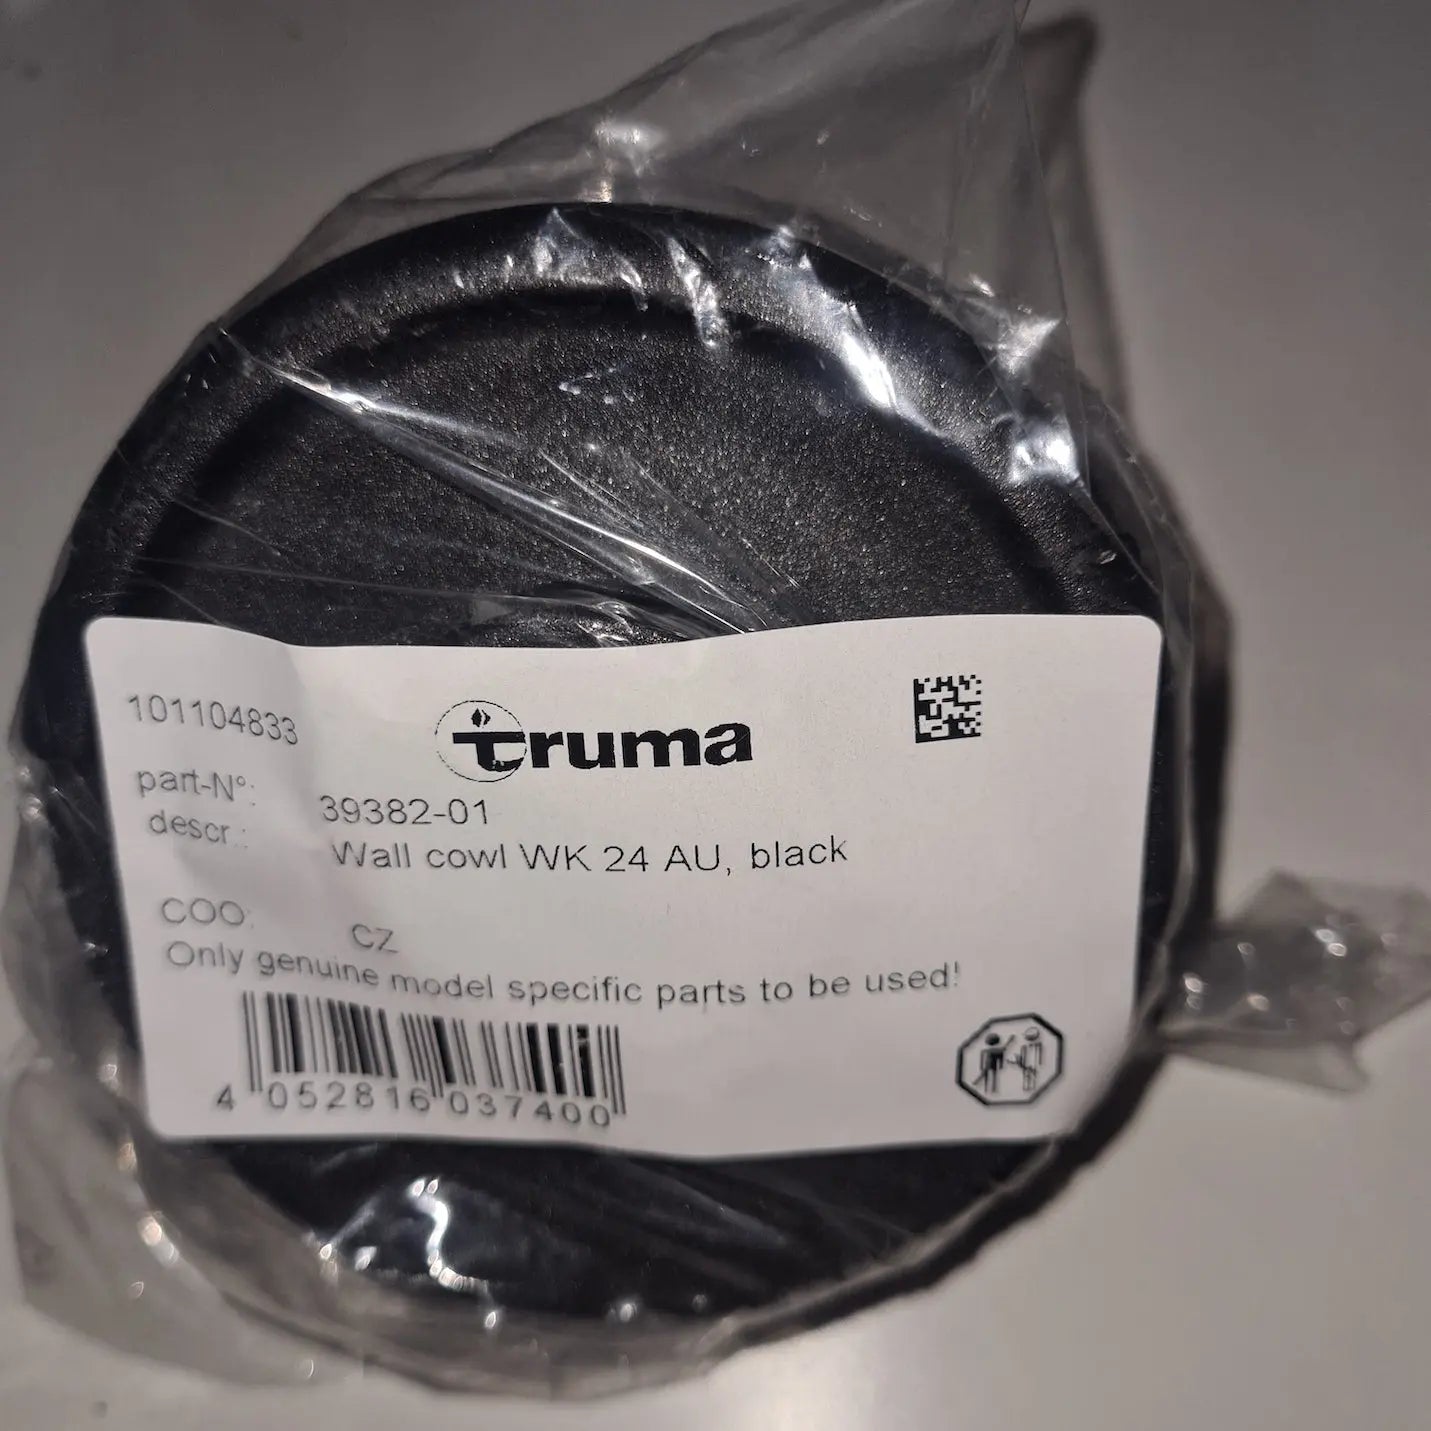 101104833
truma
part-Nº: 39382-01
descr.: Wall cowl WK 24 AU, black
COO: CZ
Only genuine model specific parts to be used!
4 052816 037400